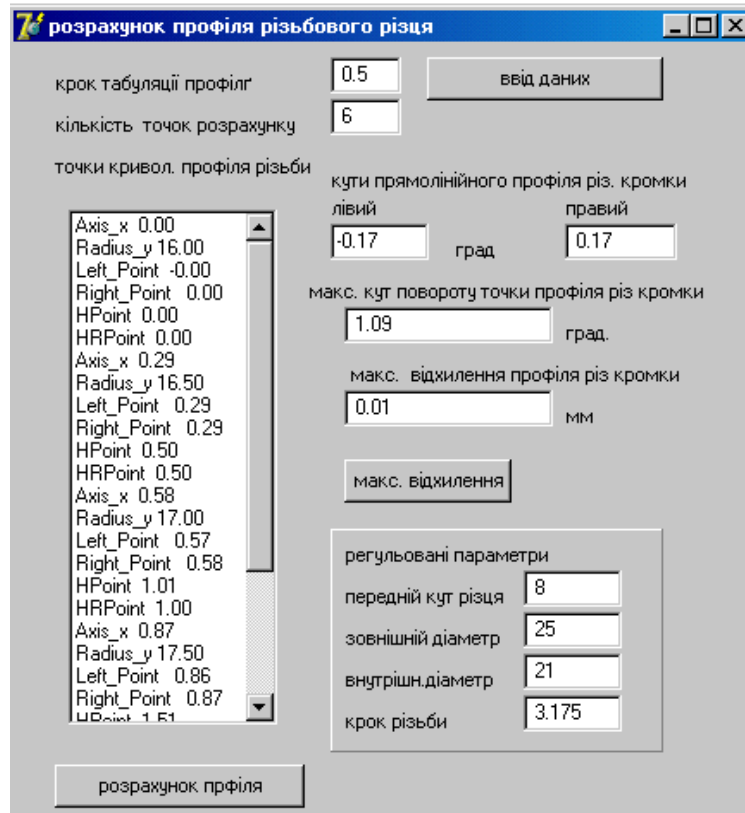 розрахунок профіля різьбового різця
крок табуляції профілґ
0.5
ввід даних
кількість точок розрахунку
6
точки кривол. профіля різьби
Axis_x 0.00
Radius_y 16.00
Left_Point -0.00
Right_Point 0.00
HPoint 0.00
HRPoint 0.00
Axis_x 0.29
Radius_y 16.50
Left_Point 0.29
Right_Point 0.29
HPoint 0.50
HRPoint 0.50
Axis_x 0.58
Radius_y 17.00
Left_Point 0.57
Right_Point 0.58
HPoint 1.01
HRPoint 1.00
Axis_x 0.87
Radius_y 17.50
Left_Point 0.86
Right_Point 0.87
HPoint 1.51
кути прямолінійного профіля різ. кромки
лівий
правий
-0.17
град
0.17
макс. кут повороту точки профіля різ кромки
1.09
град.
макс. відхилення профіля різ кромки
0.01
мм
макс. відхилення
регульовані параметри
передній кут різця
8
зовнішній діаметр
25
внутрішн.діаметр
21
крок різьби
3.175
розрахунок прфіля